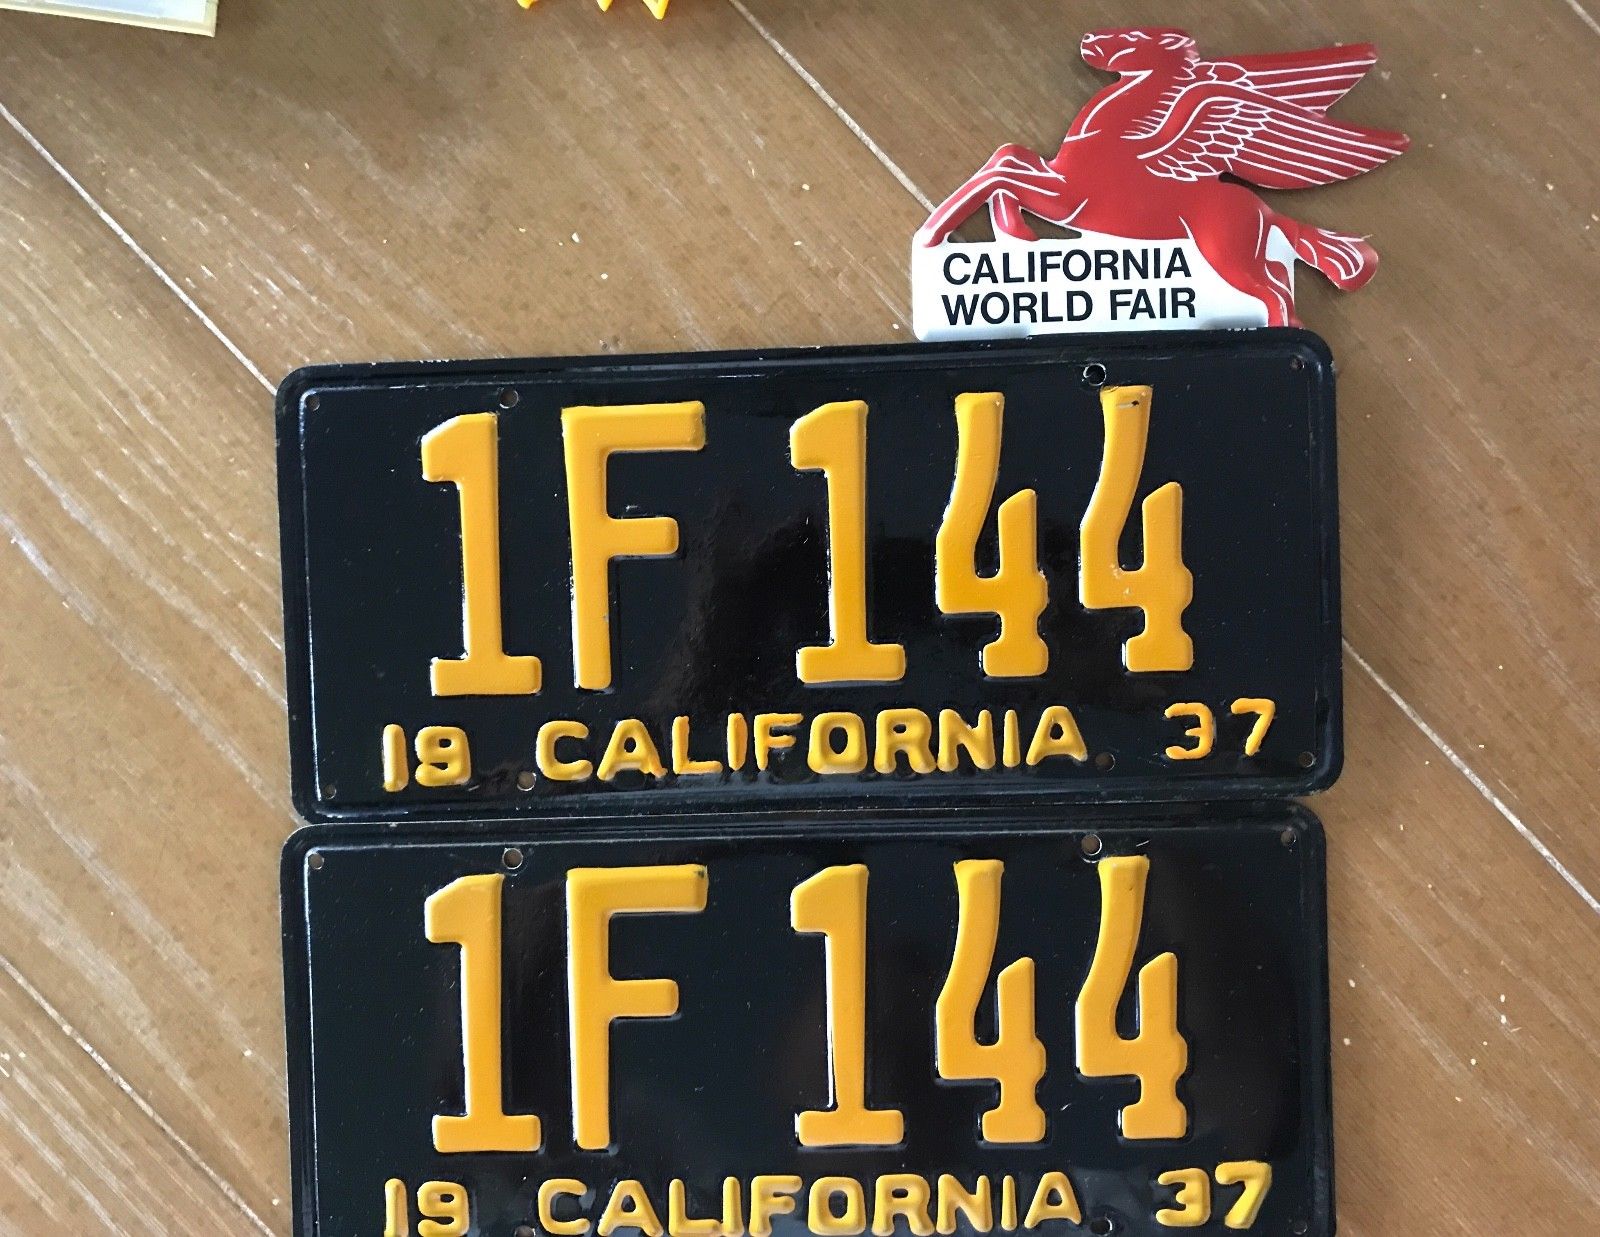 CALIFORNIA
WORLD FAIR
1F 144
19 CALIFORNIA 37
1F 144
19 CALIFORNIA 37